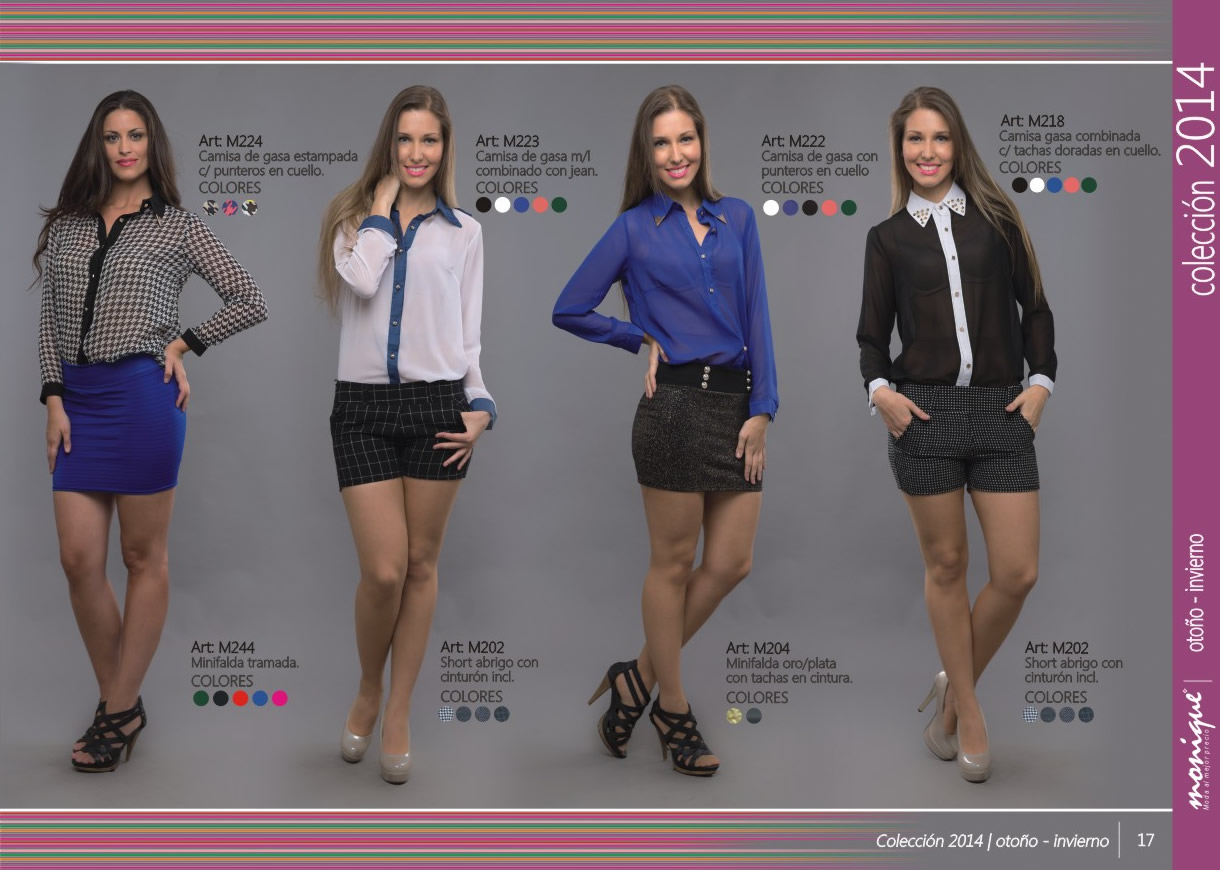 Art: M224
Camisa de gasa estampada
c/ punteros en cuello.
COLORES
Art: M223
Camisa de gasa m/l
combinado con jean.
COLORES
Art: M222
Camisa de gasa con
punteros en cuello
COLORES
Art: M218
Camisa gasa combinada
c/ tachas doradas en cuello.
COLORES
Art: M244
Minifalda tramada.
COLORES
Art: M202
Short abrigo con
cinturón incl.
COLORES
Art: M204
Minifalda oro/plata
con tachas en cintura.
COLORES
Art: M202
Short abrigo con
cinturón incl.
COLORES
colección 2014
otoño - invierno
monique®
Moda al mejor precio
Colección 2014 | otoño - invierno 17